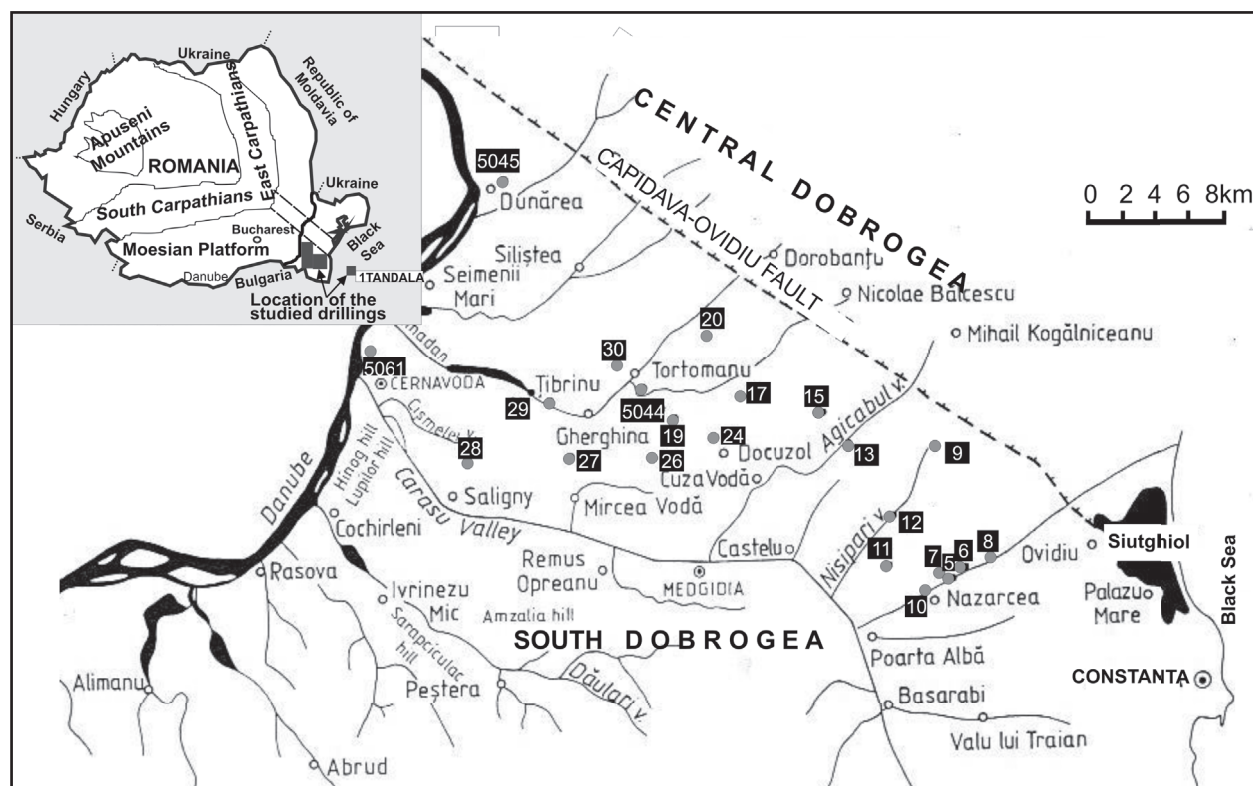 Ukraine
Hungary
Republic of
Moldavia
East Carpathians
Apuseni
Mountains
ROMANIA
South Carpathians
Ukraine
Serbia
Bucharest
Moesian Platform
Black
Sea
Danube
Bulgaria
1TANDALA
Location of the
studied drillings
CENTRAL DOBROGEA
CAPIDAVA-OVIDIU FAULT
0 2 4 6 8km
5045
Dunărea
Siliștea
Seimenii
Mari
Dorobanțu
Nicolae Bălcescu
Mihail Kogălniceanu
20
30
Tortomanu
5061
CERNAVODA
Țibrinu
29
5044
17
15
Agicabul v.
Cismelei v.
Gherghina
19
24
Docuzol
13
9
28
27
26
Cuza Vodă
Hinog hill
Lupilor hill
Danube
Carasu Valley
Saligny
Mircea Vodă
Cochirleni
12
Nisipari v.
11
7
5
6
8
10
Castelu
Ovidiu
Siutghiol
Black Sea
Rasova
Remus
Opreanu
MEDGIDIA
Nazarcea
Palazu
Mare
Ivrinezu
Mic
Amzalia hill
SOUTH DOBROGEA
Sarapciculac
hill
Poarta Albă
Alimanu
Peștera
Dăulari v.
CONSTANȚA
Basarabi
Valu lui Traian
Abrud